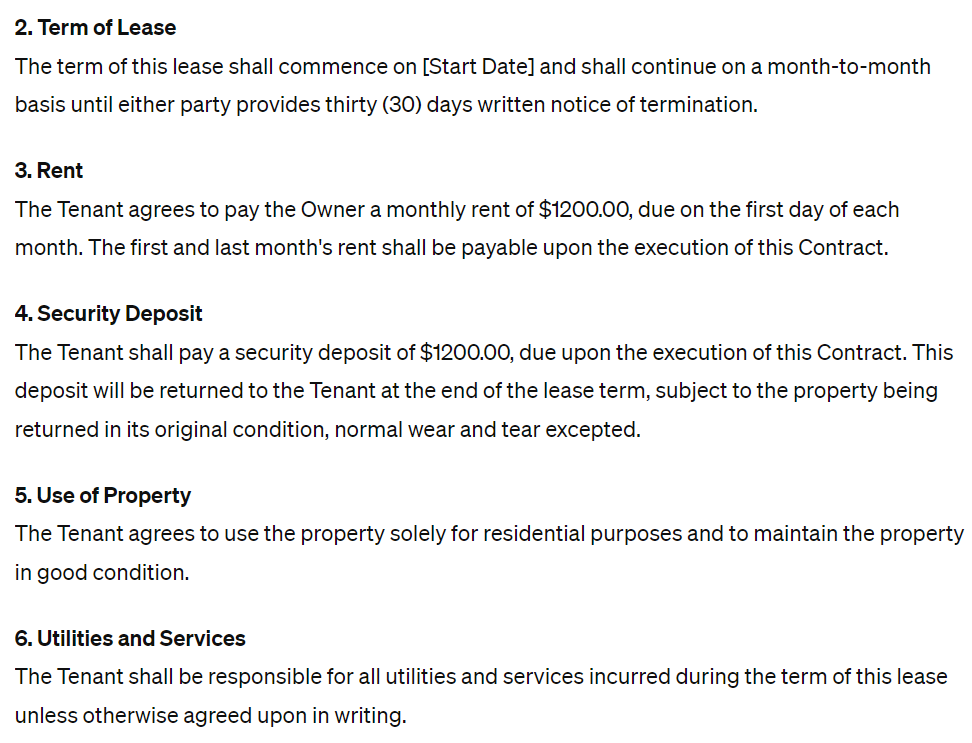 2. Term of Lease
The term of this lease shall commence on [Start Date] and shall continue on a month-to-month
basis until either party provides thirty (30) days written notice of termination.
3. Rent
The Tenant agrees to pay the Owner a monthly rent of $1200.00, due on the first day of each
month. The first and last month's rent shall be payable upon the execution of this Contract.
4. Security Deposit
The Tenant shall pay a security deposit of $1200.00, due upon the execution of this Contract. This
deposit will be returned to the Tenant at the end of the lease term, subject to the property being
returned in its original condition, normal wear and tear excepted.
5. Use of Property
The Tenant agrees to use the property solely for residential purposes and to maintain the property
in good condition.
6. Utilities and Services
The Tenant shall be responsible for all utilities and services incurred during the term of this lease
unless otherwise agreed upon in writing.